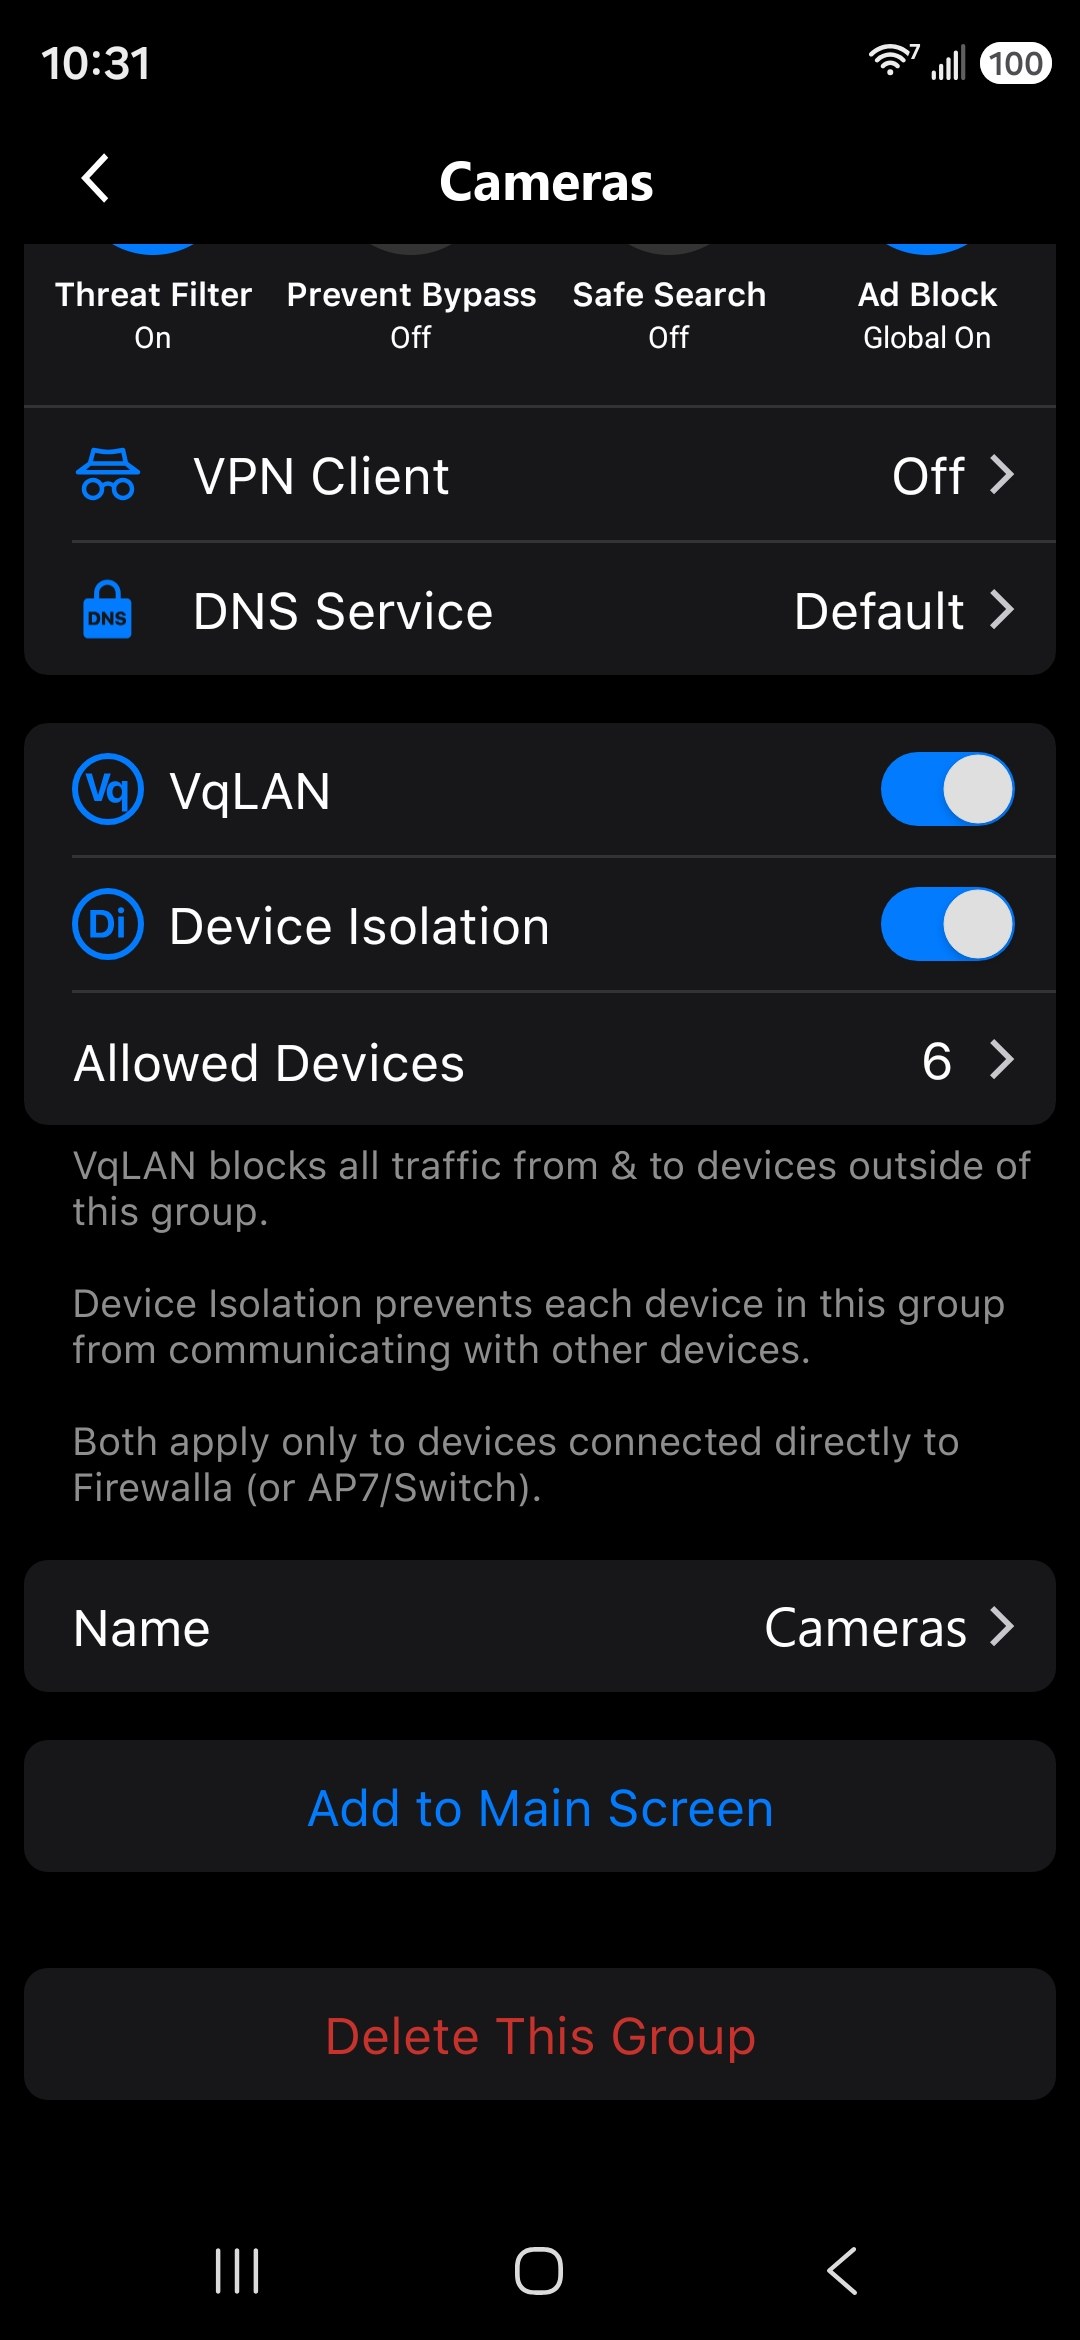 10:31
7
100
Cameras
Threat Filter Prevent Bypass Safe Search Ad Block
On Off Off Global On
VPN Client Off
DNS DNS Service Default
Vq VqLAN
Di Device Isolation
Allowed Devices 6
VqLAN blocks all traffic from & to devices outside of
this group.
Device Isolation prevents each device in this group
from communicating with other devices.
Both apply only to devices connected directly to
Firewalla (or AP7/Switch).
Name Cameras
Add to Main Screen
Delete This Group